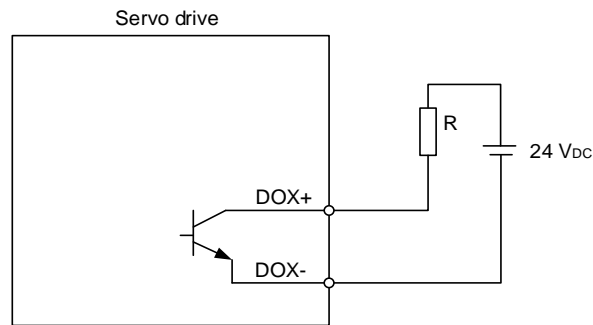 Servo drive
R
24 VDC
DOX+
DOX-